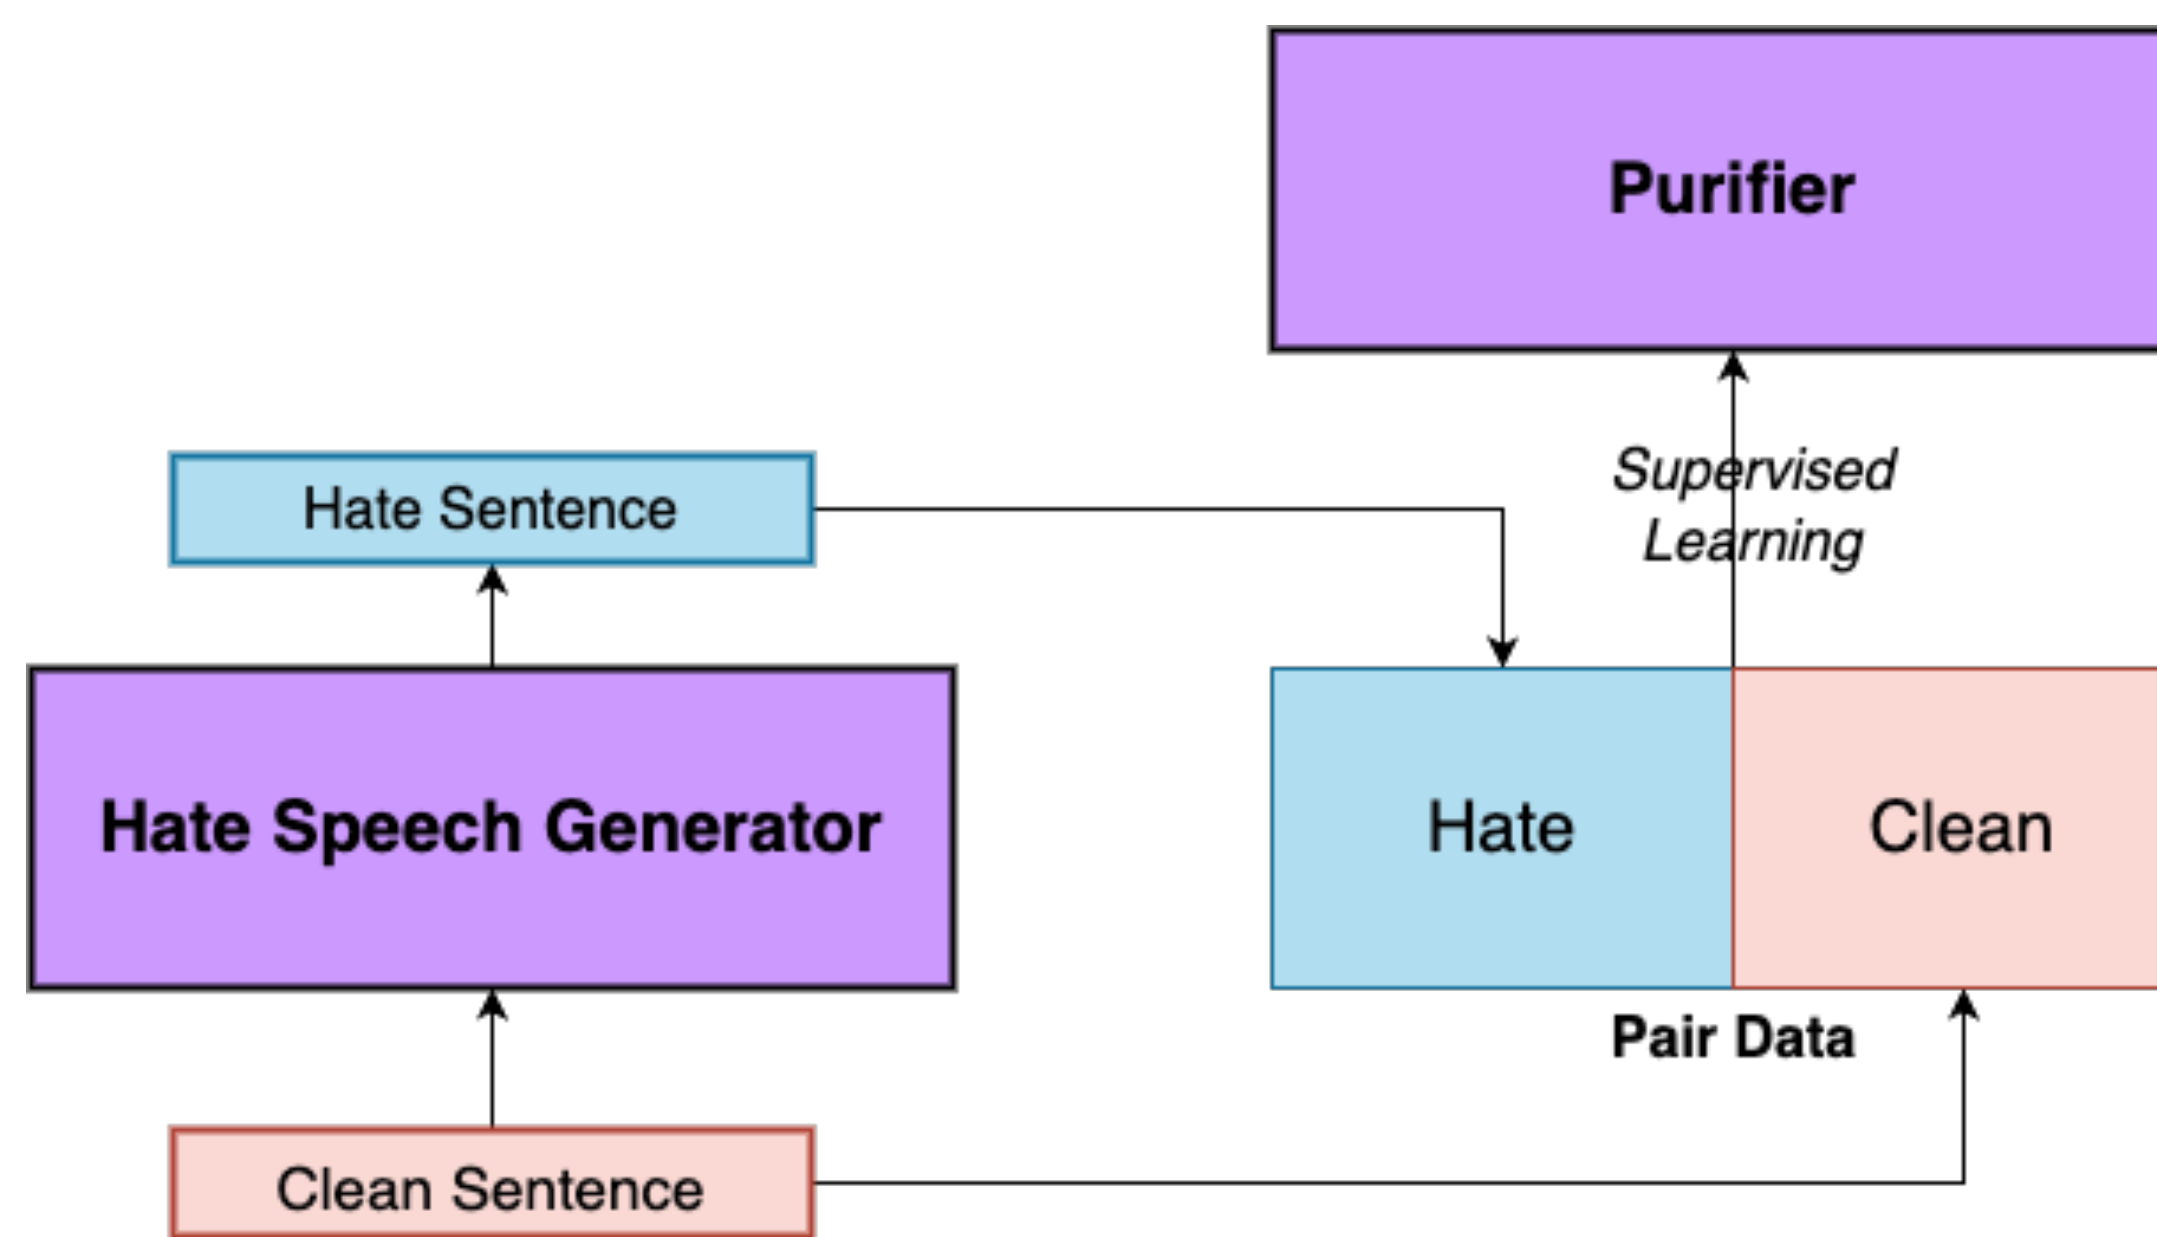 Purifier
Supervised
Learning
Hate Sentence
Hate Speech Generator
Hate
Clean
Pair Data
Clean Sentence